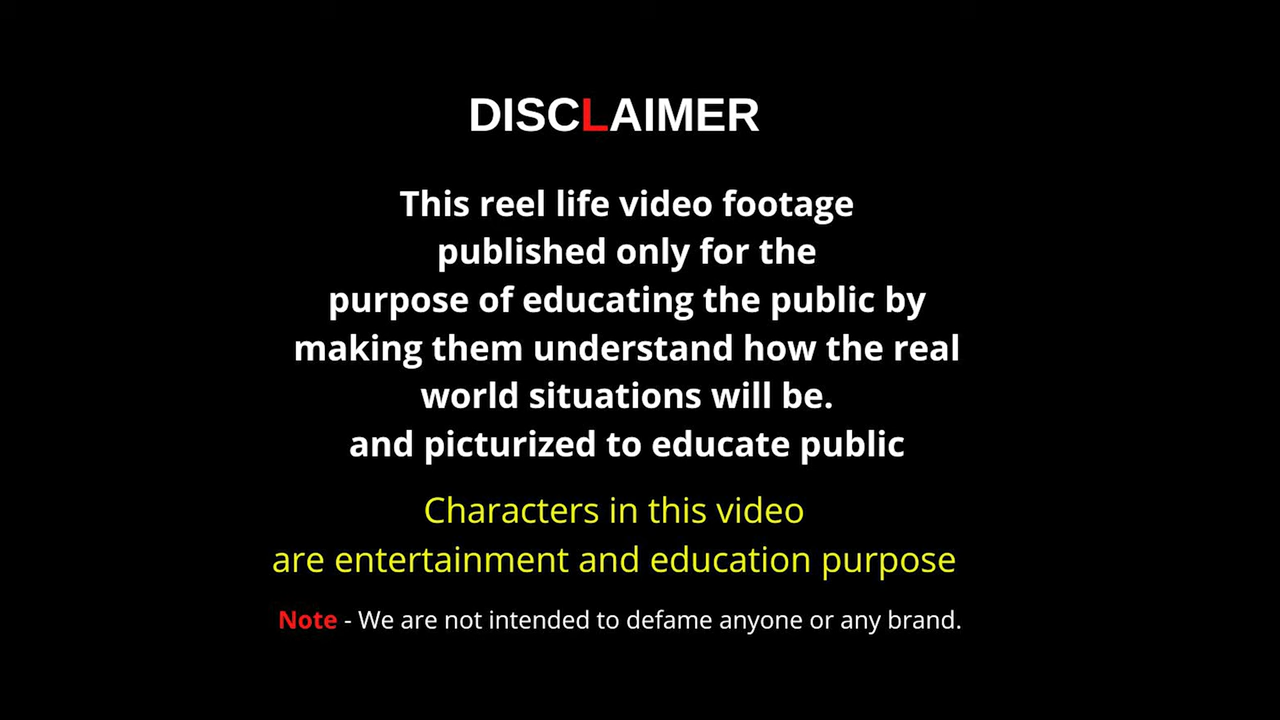 DISCLAIMER
This reel life video footage
published only for the
purpose of educating the public by
making them understand how the real
world situations will be.
and picturized to educate public
Characters in this video
are entertainment and education purpose
Note - We are not intended to defame anyone or any brand.